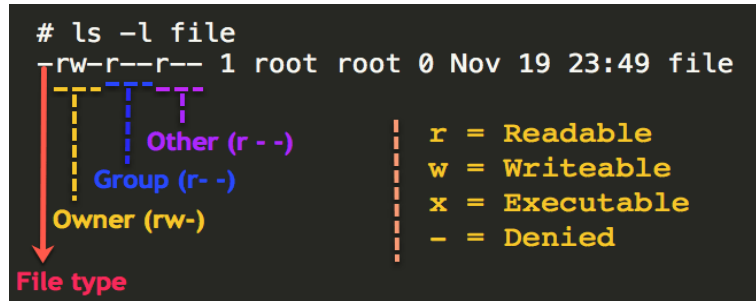 # ls -l file
-rw-r--r-- 1 root root 0 Nov 19 23:49 file
Other (r - -)
Group (r- -)
Owner (rw-)
File type
r = Readable
w = Writeable
x = Executable
- = Denied